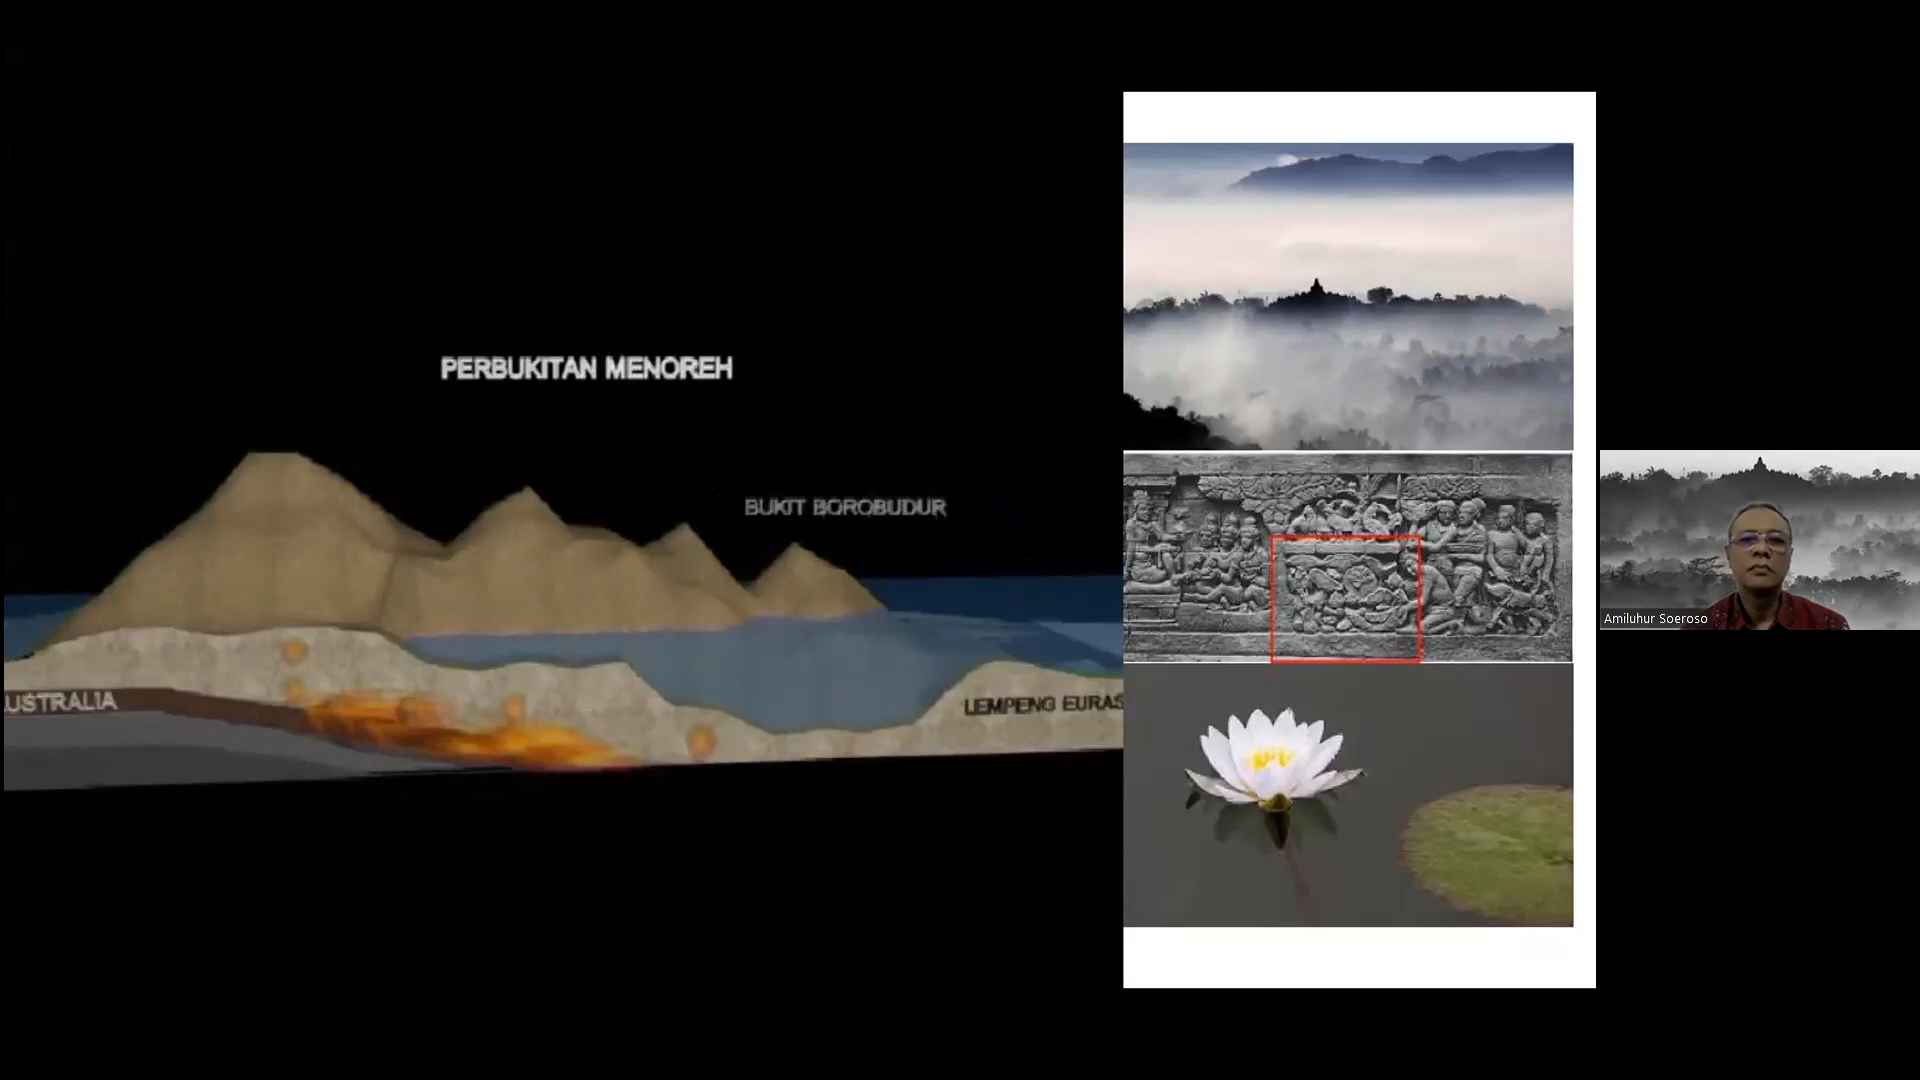 PERBUKITAN MENOREH
BUKIT BOROBUDUR
USTRALIA
LEMPENG EURAS
Amiluhur Soeroso